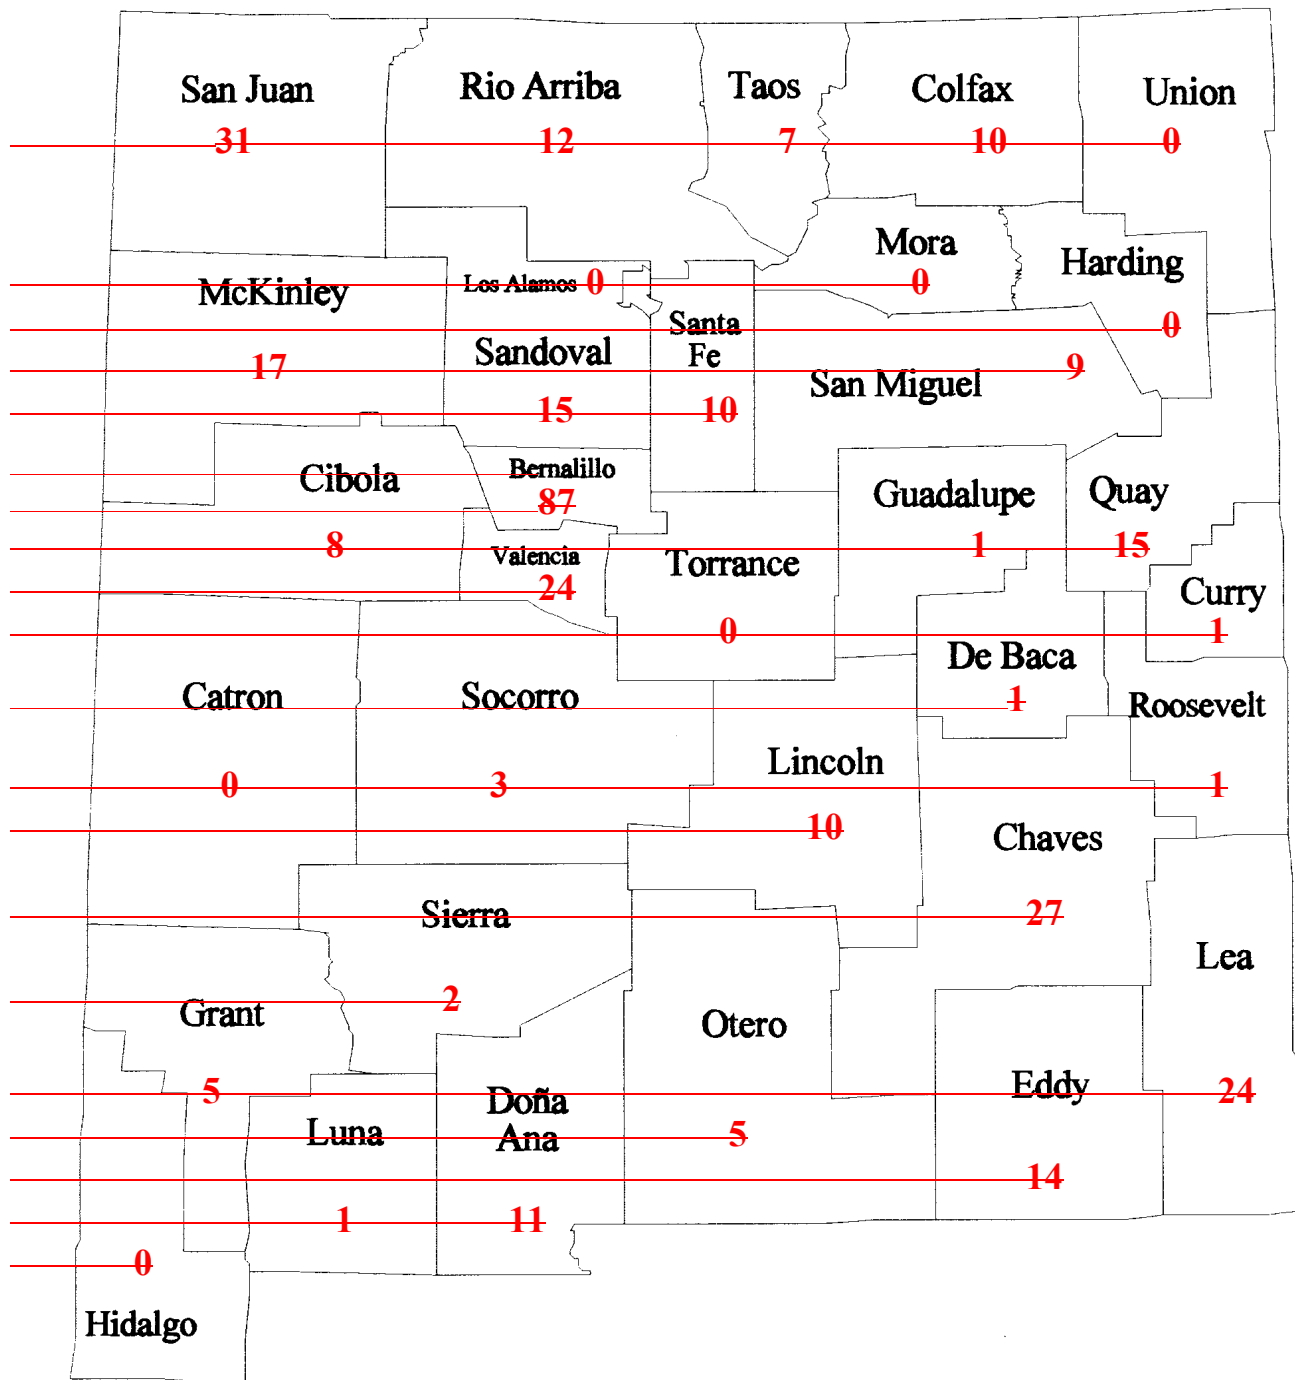 San Juan Rio Arriba Taos Colfax Union
31 12 7 10 0
Mora
Harding
Los Alamos 0 0
McKinley
Santa
Fe
0
Sandoval
17 9
San Miguel
15 10
Bernalillo
Cibola
87
Guadalupe Quay
8 1 15
Valencia
Torrance
24
Curry
0 1
De Baca
Catron Socorro
1
Roosevelt
Lincoln
0 3 1
10
Chaves
Sierra
27
Lea
2
Grant
Otero
Eddy
5 24
Doña
Ana
Luna
5
14
1 11
0
Hidalgo